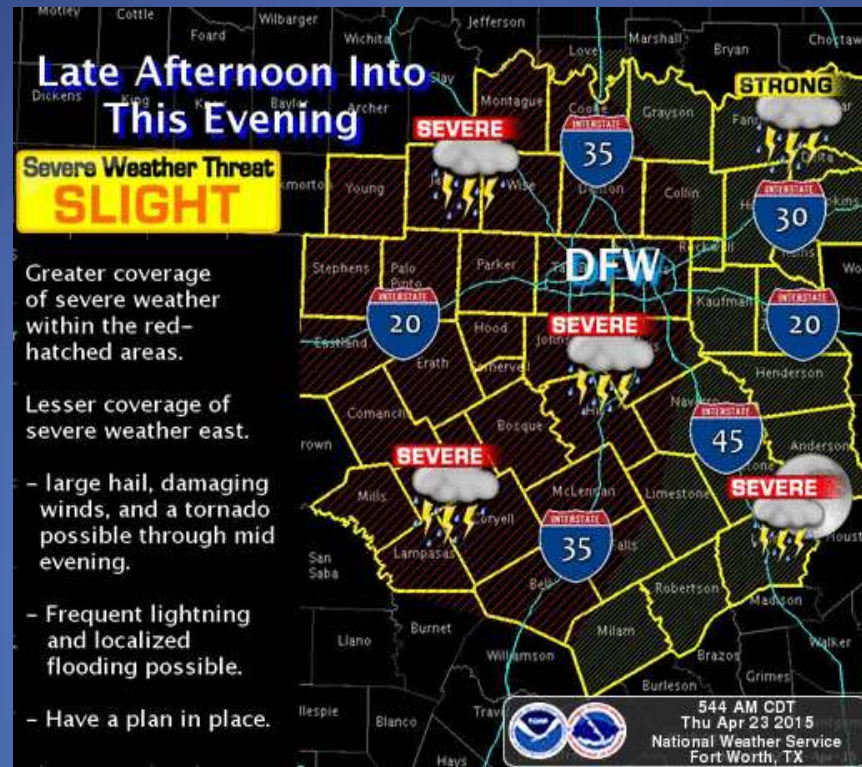 Motley
Cottle
Foard
Wilbarger
Wichita
Jefferson
Love
Marshall
Bryan
Choctaw
Late Afternoon Into
This Evening
Dickens
King
Baylor
Archer
Clay
Montague
Cooke
Grayson
STRONG
SEVERE
INTERSTATE
35
Delta
Severe Weather Threat
SLIGHT
Young
Wise
Denton
Collin
INTERSTATE
30
Greater coverage
of severe weather
within the red-
hatched areas.
Stephens
Palo
Pinto
Parker
DFW
Kaufman
INTERSTATE
20
SEVERE
INTERSTATE
20
Eastland
Hood
Erath
Henderson
Lesser coverage of
severe weather east.
Bosque
INTERSTATE
45
Anderson
SEVERE
SEVERE
- large hail, damaging
winds, and a tornado
possible through mid
evening.
Mills
McLennan
Limestone
Coryell
INTERSTATE
35
Falls
Lampasas
San
Saba
Bell
Robertson
Madison
- Frequent lightning
and localized
flooding possible.
Llano
Burnet
Williamson
Milam
Brazos
Walker
Grimes
Burleson
- Have a plan in place.
Blanco
Hays
544 AM CDT
Thu Apr 23 2015
National Weather Service
Fort Worth, TX